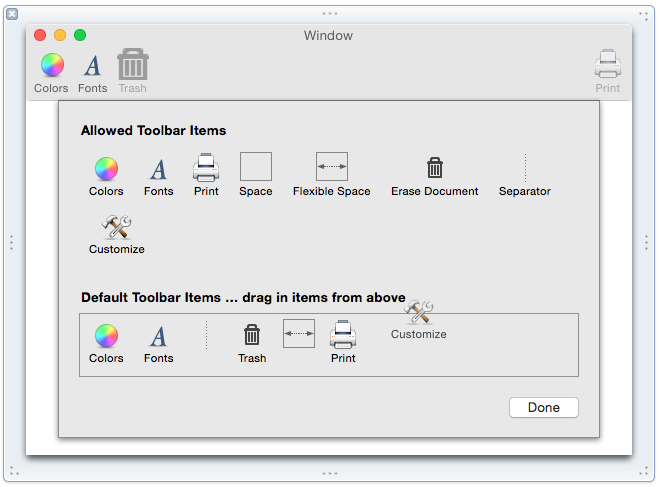 Window
Colors Fonts Trash Print
Allowed Toolbar Items
Colors Fonts Print Space Flexible Space Erase Document Separator
Customize
Default Toolbar Items ... drag in items from above
Customize
Colors Fonts Trash Print
Done